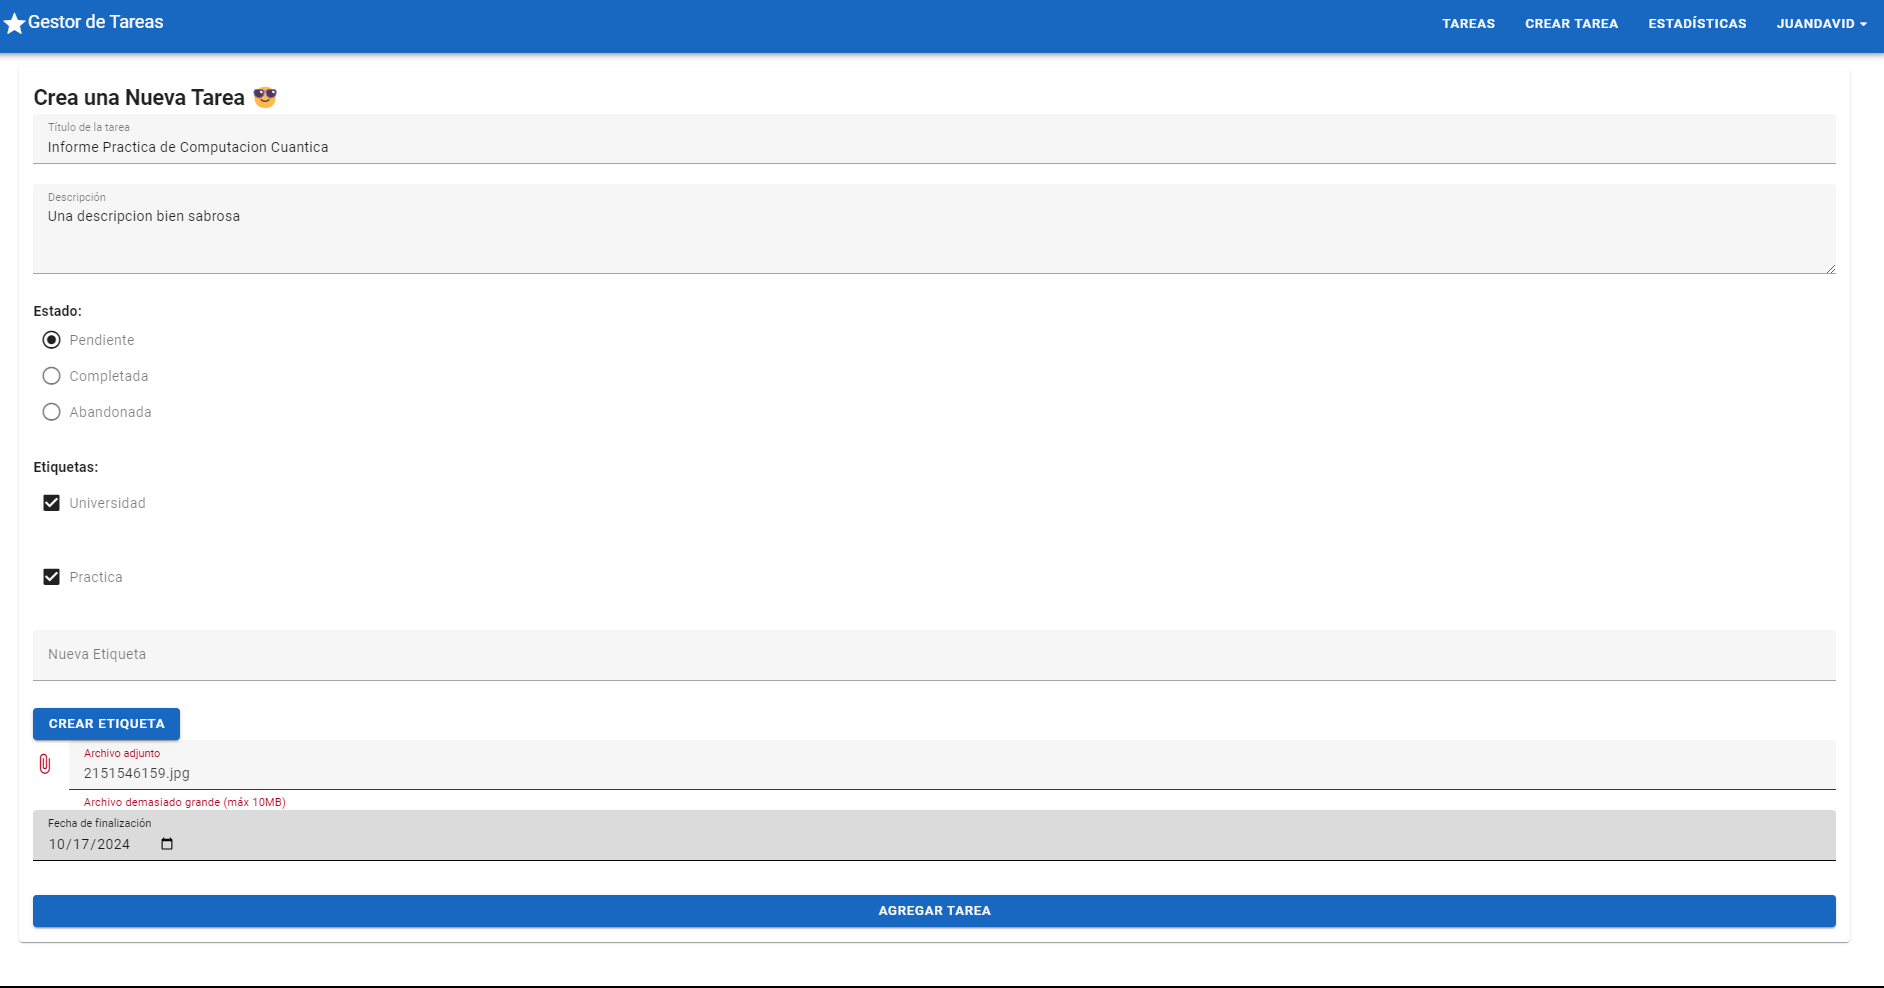 Gestor de Tareas
TAREAS CREAR TAREA ESTADÍSTICAS JUANDAVID
Crea una Nueva Tarea 😎
Título de la tarea
Informe Practica de Computacion Cuantica
Descripción
Una descripcion bien sabrosa
Estado:
Pendiente
Completada
Abandonada
Etiquetas:
Universidad
Practica
Nueva Etiqueta
CREAR ETIQUETA
Archivo adjunto
2151546159.jpg
Archivo demasiado grande (máx 10MB)
Fecha de finalización
10/17/2024
AGREGAR TAREA